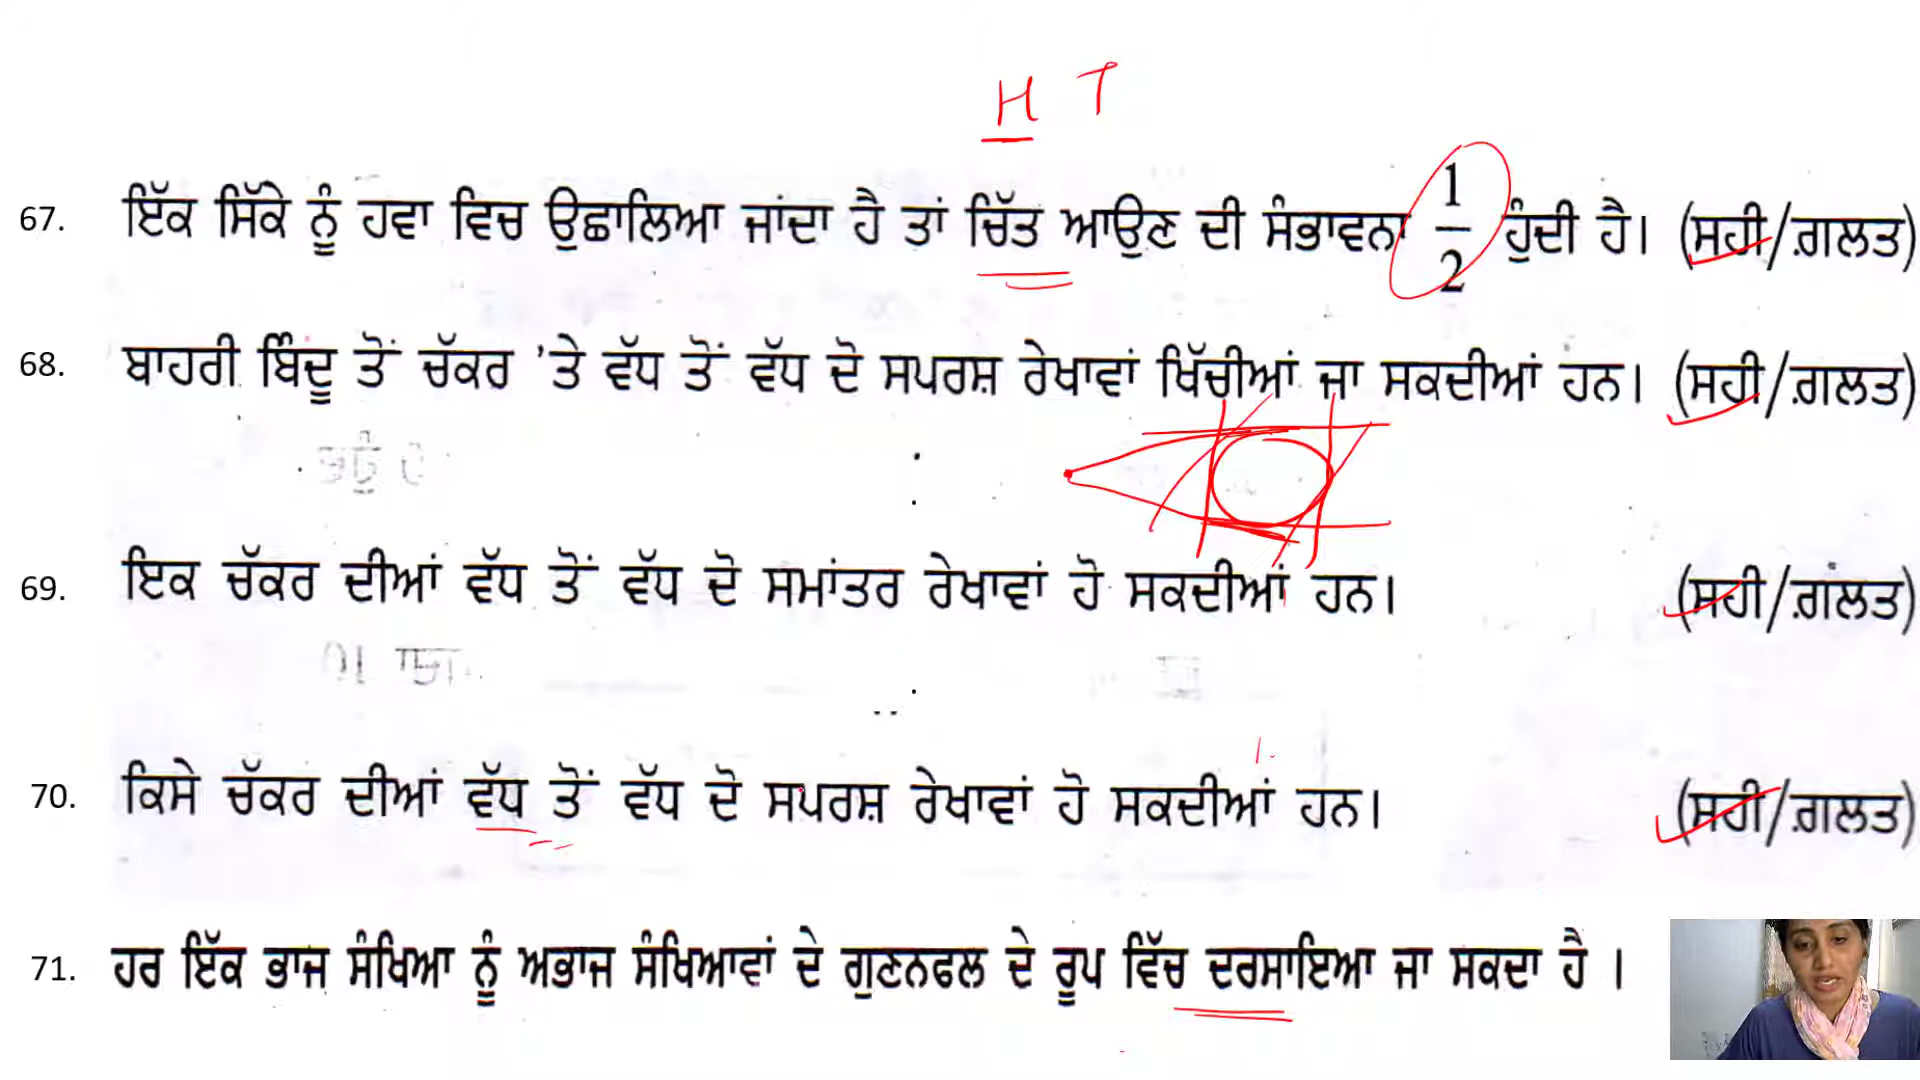 H T
67. ਇੱਕ ਸਿੱਕੇ ਨੂੰ ਹਵਾ ਵਿਚ ਉਛਾਲਿਆ ਜਾਂਦਾ ਹੈ ਤਾਂ ਚਿੱਤ ਆਉਣ ਦੀ ਸੰਭਾਵਨਾ 1/2 ਹੁੰਦੀ ਹੈ। (ਸਹੀ/ਗ਼ਲਤ)
68. ਬਾਹਰੀ ਬਿੰਦੂ ਤੋਂ ਚੱਕਰ 'ਤੇ ਵੱਧ ਤੋਂ ਵੱਧ ਦੋ ਸਪਰਸ਼ ਰੇਖਾਵਾਂ ਖਿੱਚੀਆਂ ਜਾ ਸਕਦੀਆਂ ਹਨ। (ਸਹੀ/ਗ਼ਲਤ)
69. ਇਕ ਚੱਕਰ ਦੀਆਂ ਵੱਧ ਤੋਂ ਵੱਧ ਦੋ ਸਮਾਂਤਰ ਰੇਖਾਵਾਂ ਹੋ ਸਕਦੀਆਂ ਹਨ। (ਸਹੀ/ਗ਼ਲਤ)
70. ਕਿਸੇ ਚੱਕਰ ਦੀਆਂ ਵੱਧ ਤੋਂ ਵੱਧ ਦੋ ਸਪਰਸ਼ ਰੇਖਾਵਾਂ ਹੋ ਸਕਦੀਆਂ ਹਨ। (ਸਹੀ/ਗ਼ਲਤ)
71. ਹਰ ਇੱਕ ਭਾਜ ਸੰਖਿਆ ਨੂੰ ਅਭਾਜ ਸੰਖਿਆਵਾਂ ਦੇ ਗੁਣਨਫਲ ਦੇ ਰੂਪ ਵਿੱਚ ਦਰਸਾਇਆ ਜਾ ਸਕਦਾ ਹੈ ।